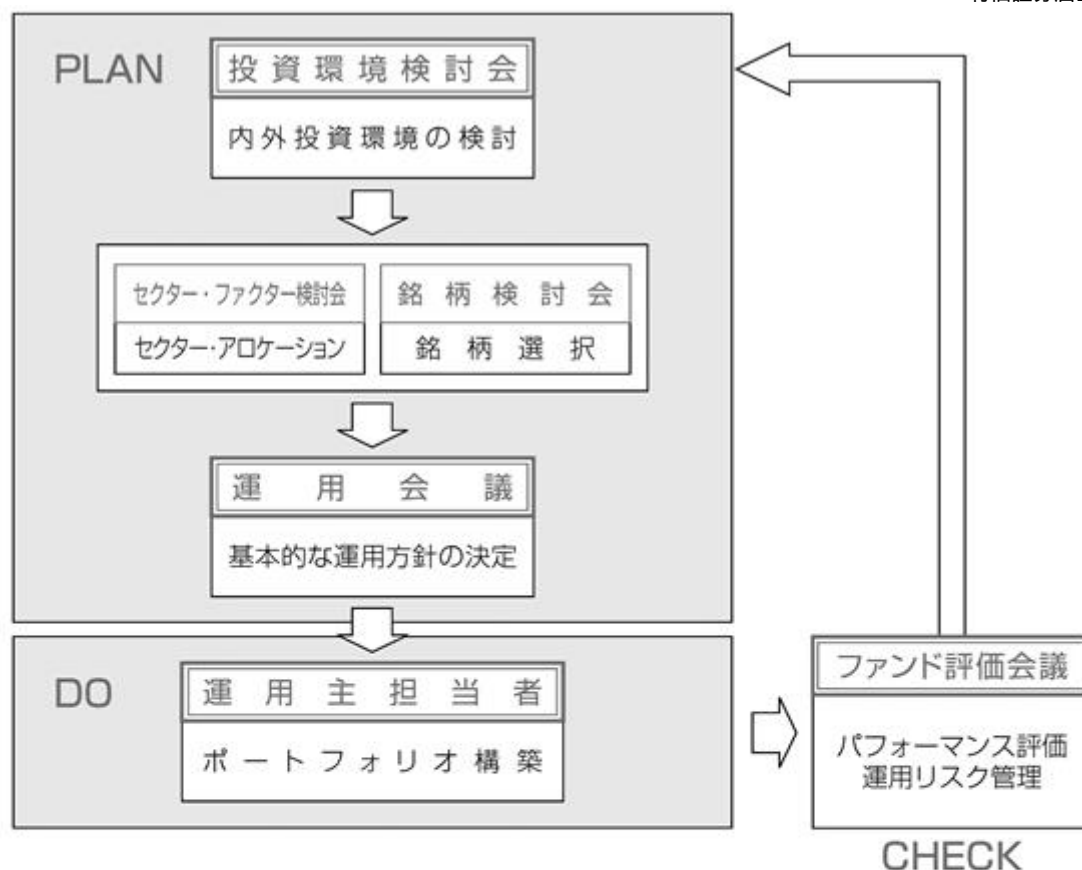 PLAN
投資環境検討会
内外投資環境の検討
セクター・ファクター検討会
セクター・アロケーション
銘柄検討会
銘柄選択
運用会議
基本的な運用方針の決定
DO
運用主担当者
ポートフォリオ構築
ファンド評価会議
パフォーマンス評価
運用リスク管理
CHECK